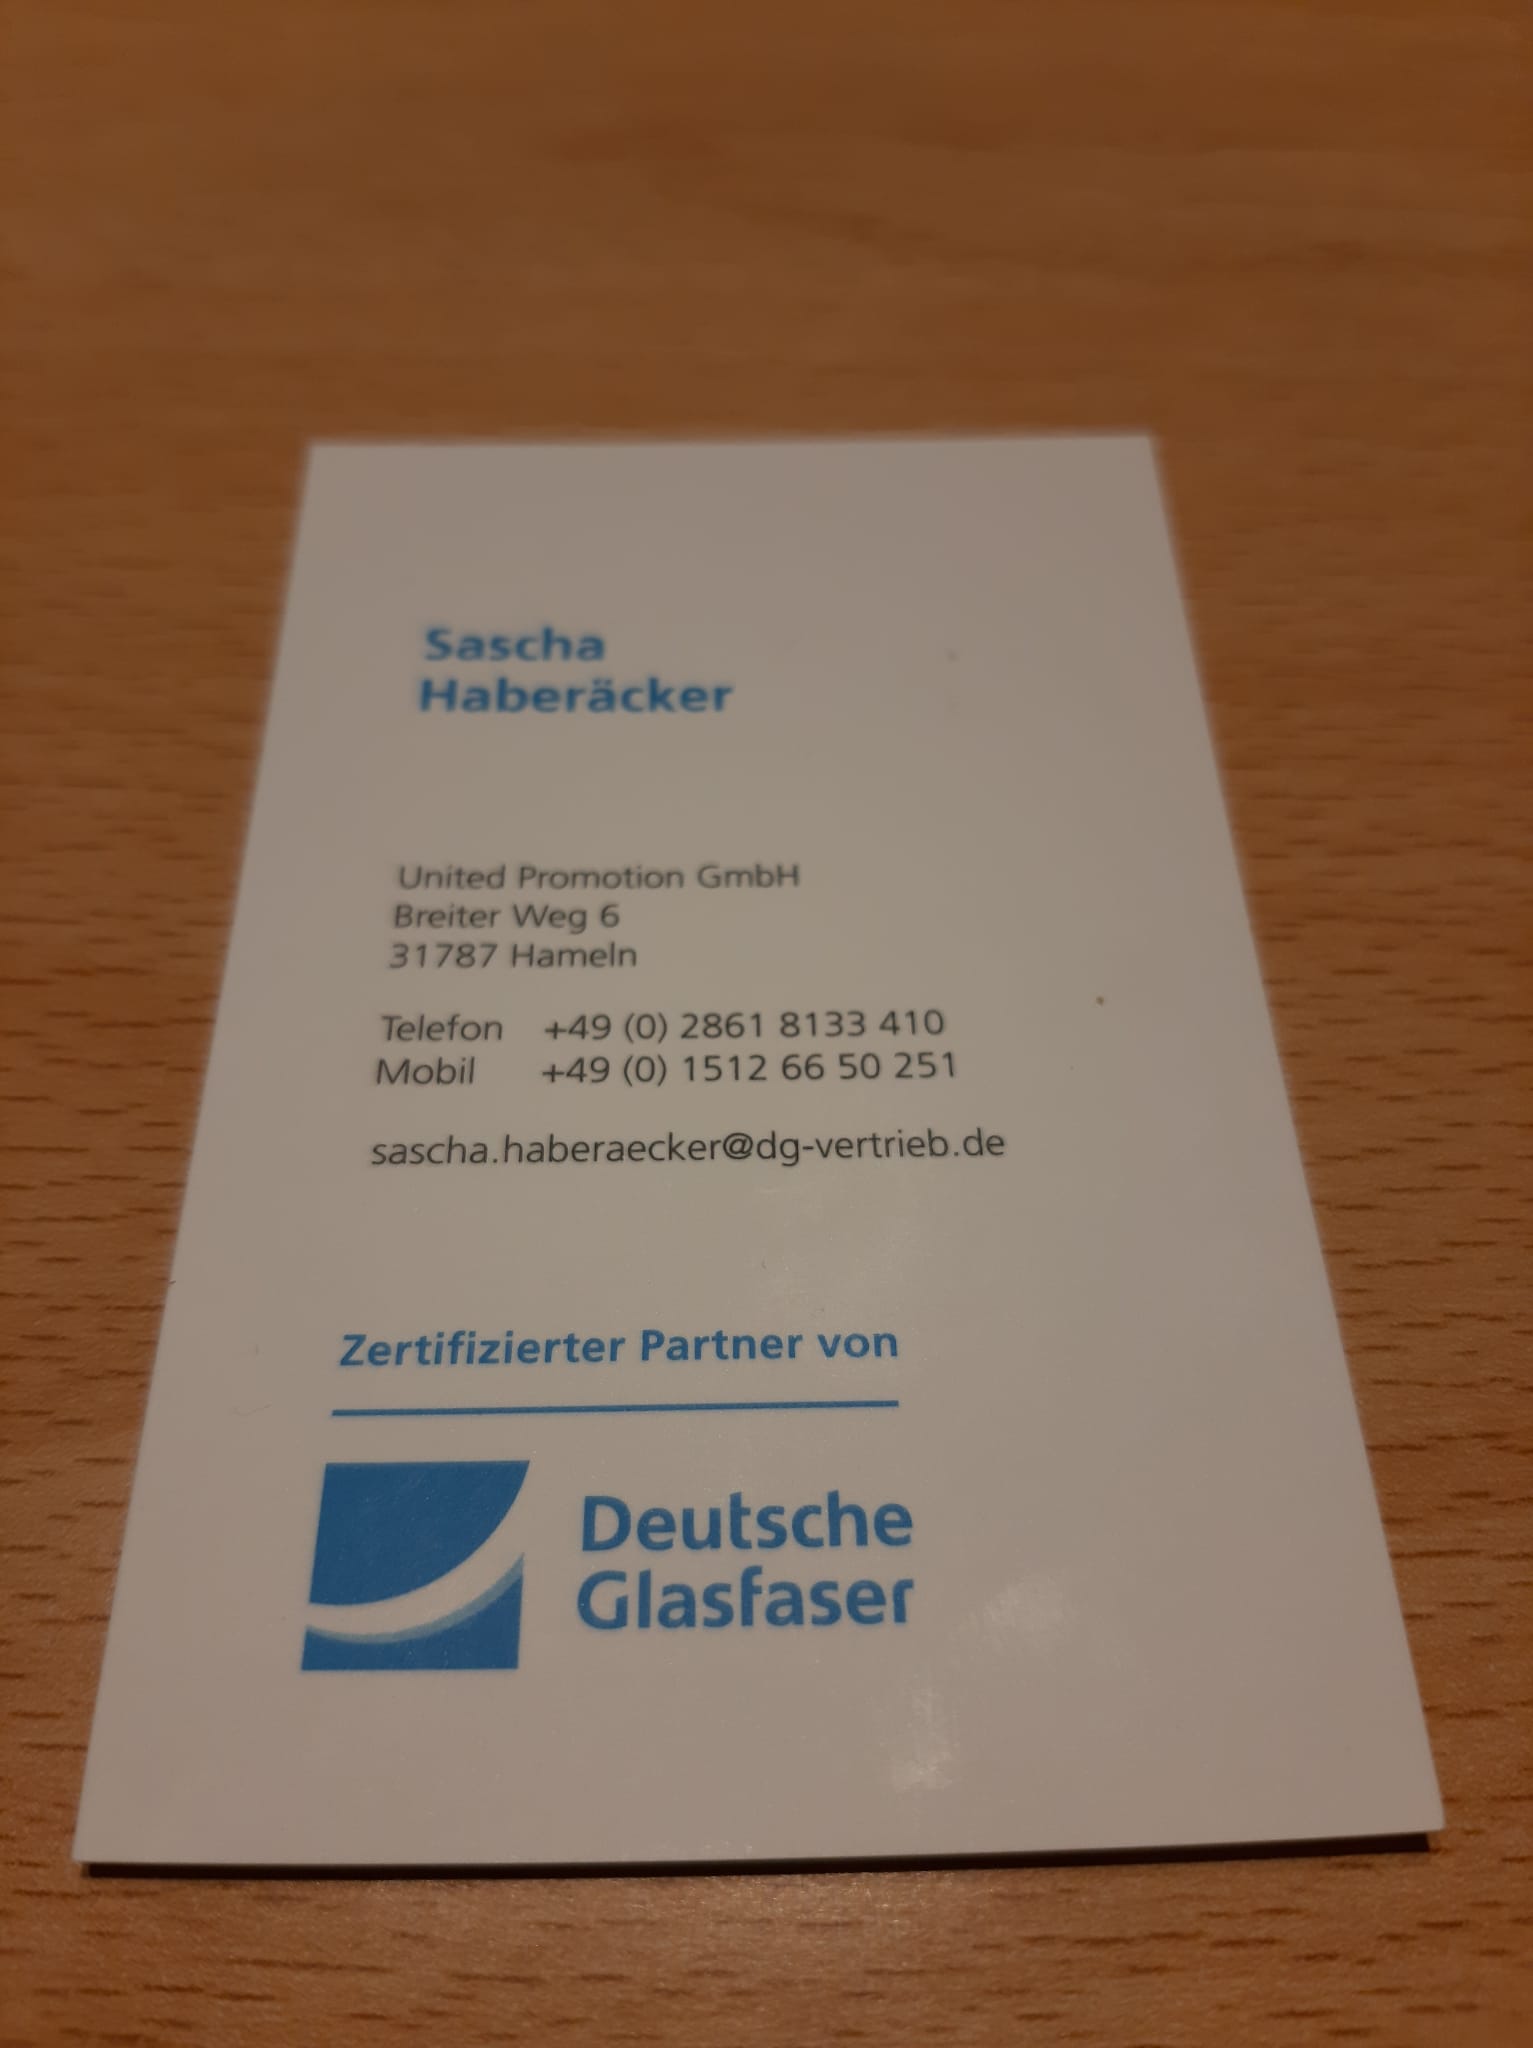 Sascha
Haberäcker
United Promotion GmbH
Breiter Weg 6
31787 Hameln
Telefon +49 (0) 2861 8133 410
Mobil +49 (0) 1512 66 50 251
sascha.haberaecker@dg-vertrieb.de
Zertifizierter Partner von
Deutsche
Glasfaser